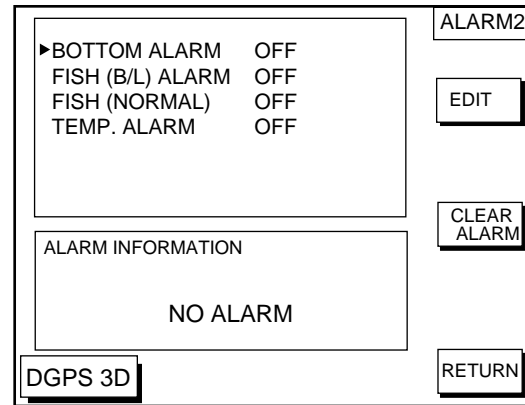 ALARM2
▶BOTTOM ALARM OFF
FISH (B/L) ALARM OFF
FISH (NORMAL) OFF
TEMP. ALARM OFF
EDIT
CLEAR
ALARM
ALARM INFORMATION
NO ALARM
DGPS 3D
RETURN